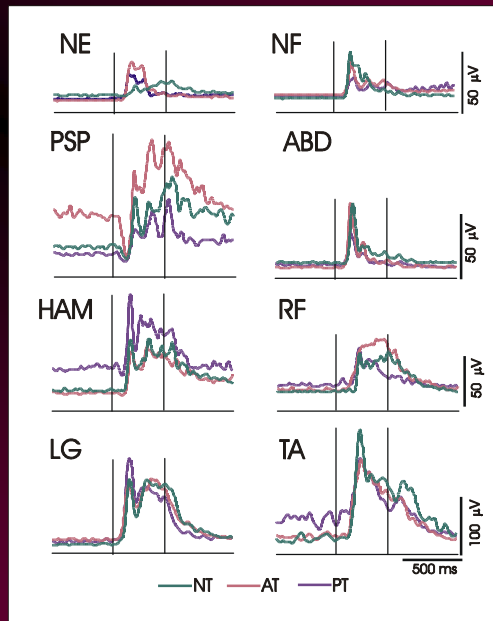 NE
NF
50 µV
PSP
ABD
50 µV
HAM
RF
50 µV
LG
TA
100 µV
500 ms
NT AT PT